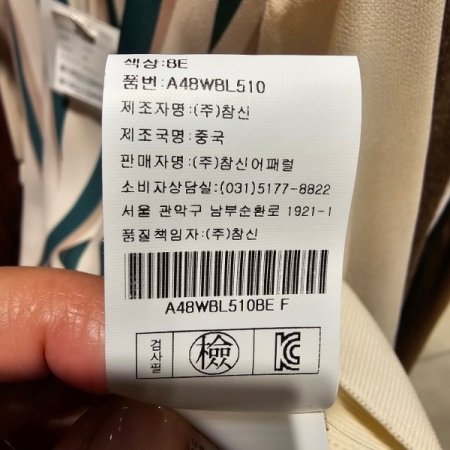 색상:BE
품번:A48WBL510
제조자명:(주)참신
제조국명:중국
판매자명:(주)참신어패럴
소비자상담실:(031)5177-8822
서울 관악구 남부순환로 1921-1
품질책임자:(주)참신
A48WBL510BE F
검사필
檢
KC